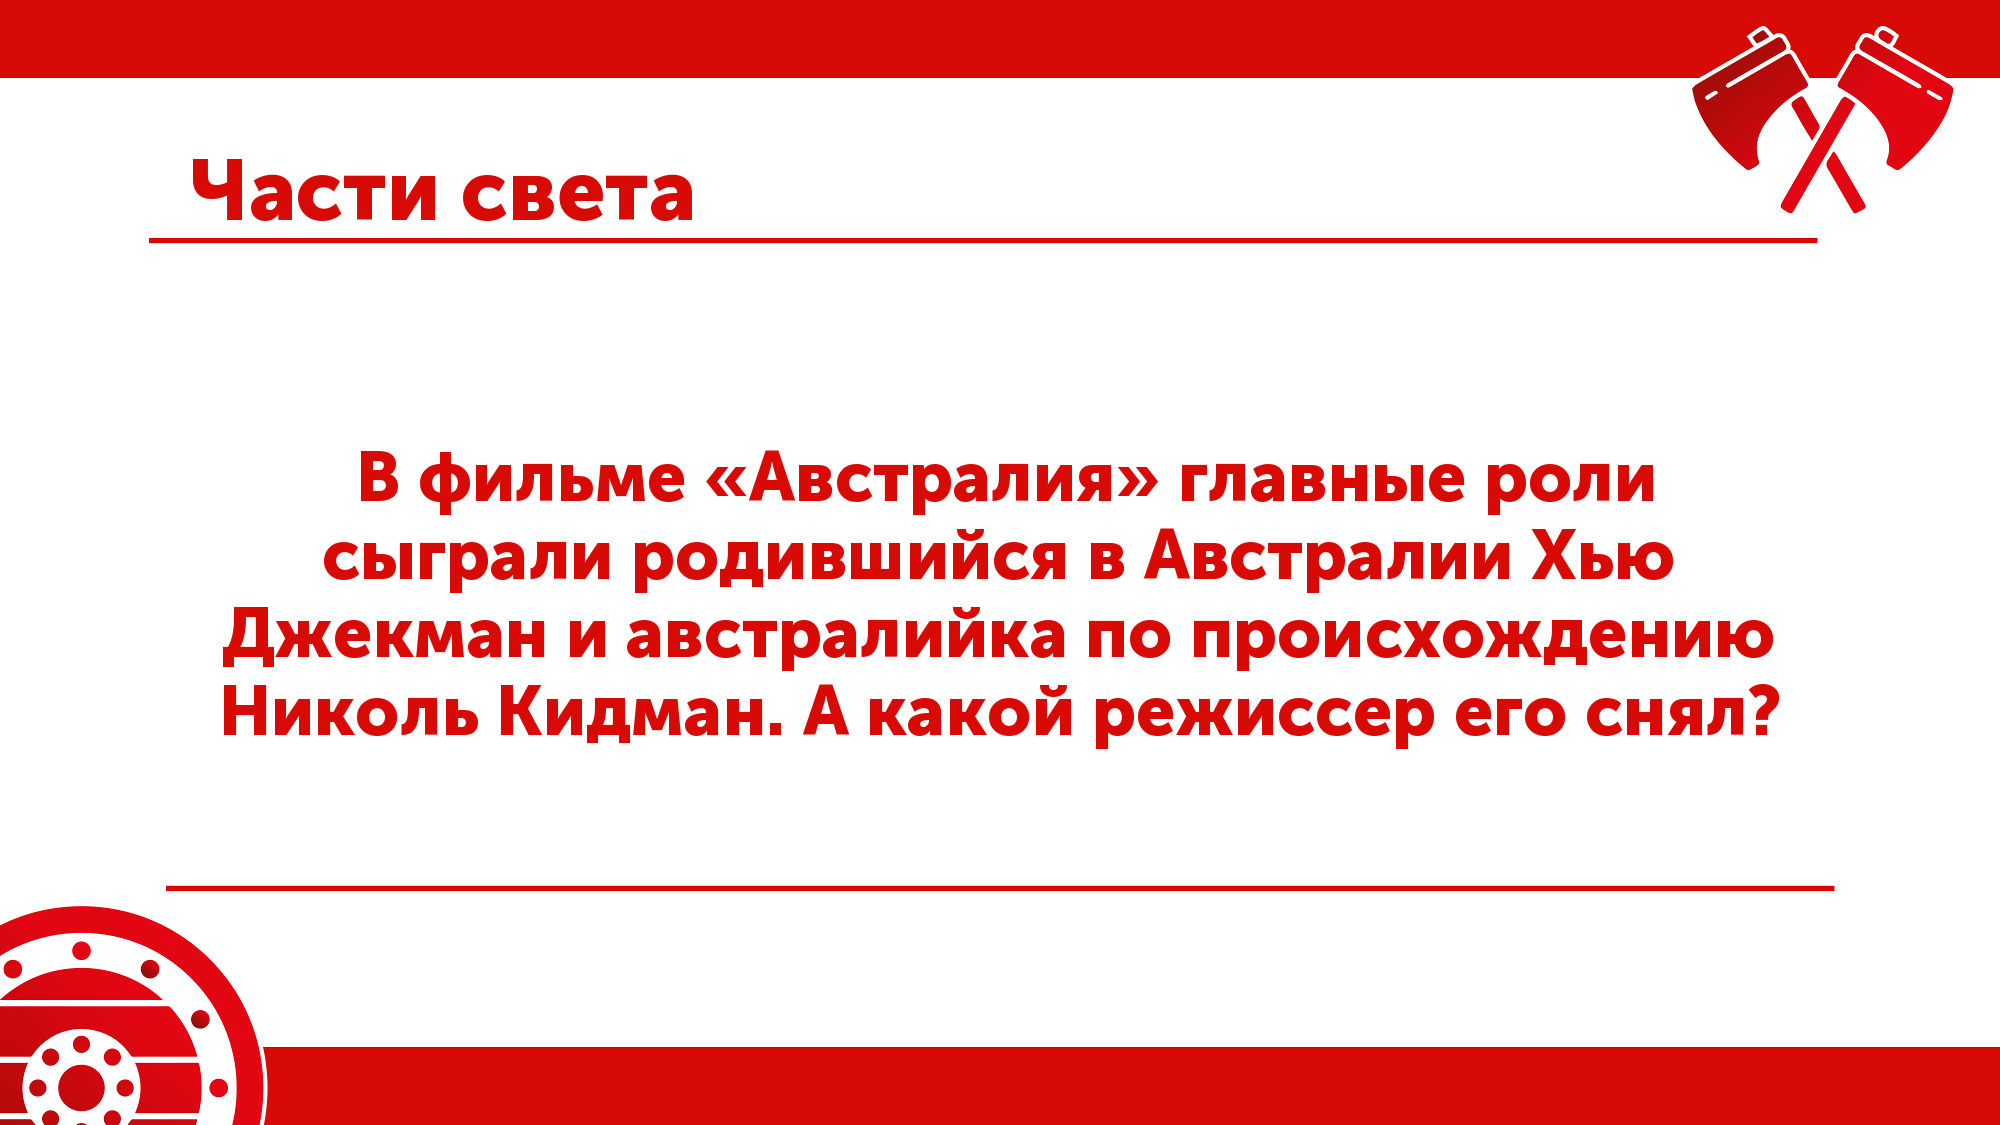 Части света
В фильме «Австралия» главные роли
сыграли родившийся в Австралии Хью
Джекман и австралийка по происхождению
Николь Кидман. А какой режиссер его снял?